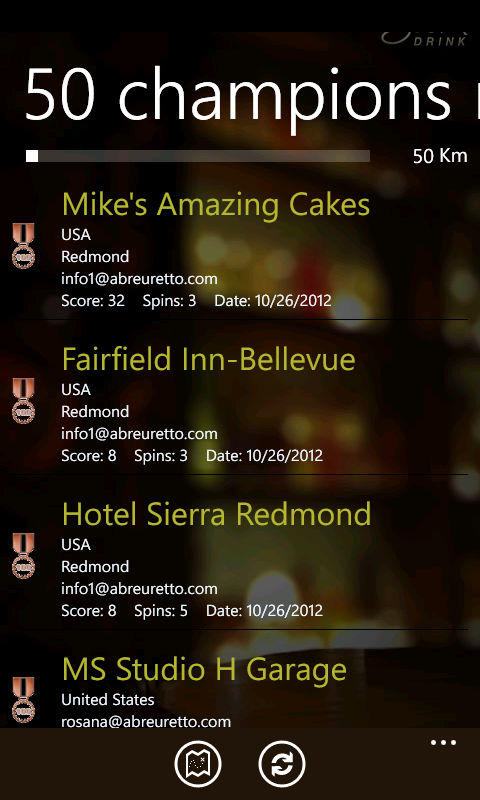 DRINK
50 champions
50 Km
Mike's Amazing Cakes
USA
Redmond
info1@abreuretto.com
Score: 32 Spins: 3 Date: 10/26/2012
Fairfield Inn-Bellevue
USA
Redmond
info1@abreuretto.com
Score: 8 Spins: 3 Date: 10/26/2012
Hotel Sierra Redmond
USA
Redmond
info1@abreuretto.com
Score: 8 Spins: 5 Date: 10/26/2012
MS Studio H Garage
United States
rosana@abreuretto.com